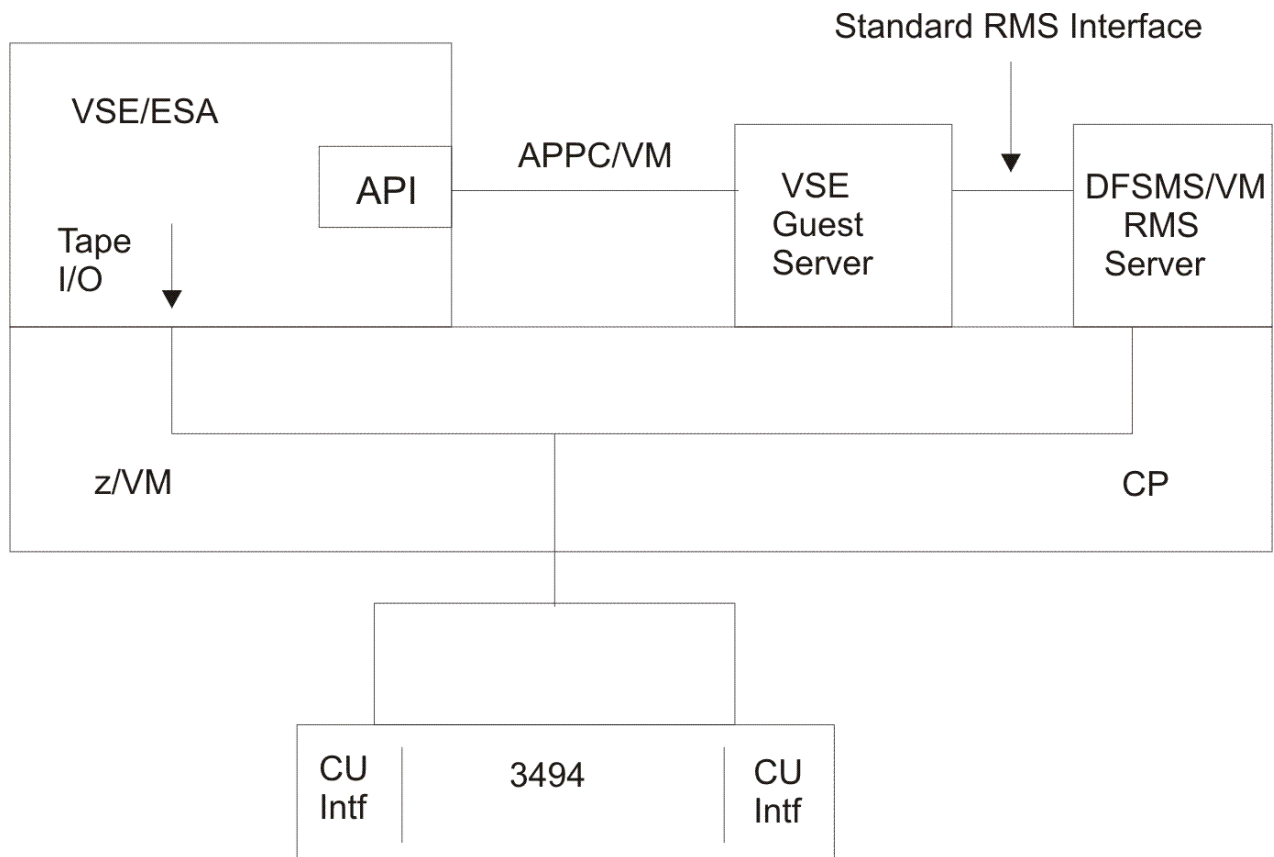 Standard RMS Interface
VSE/ESA
API
APPC/VM
VSE
Guest
Server
DFSMS/VM
RMS
Server
Tape
I/O
z/VM
CP
CU
Intf
3494
CU
Intf